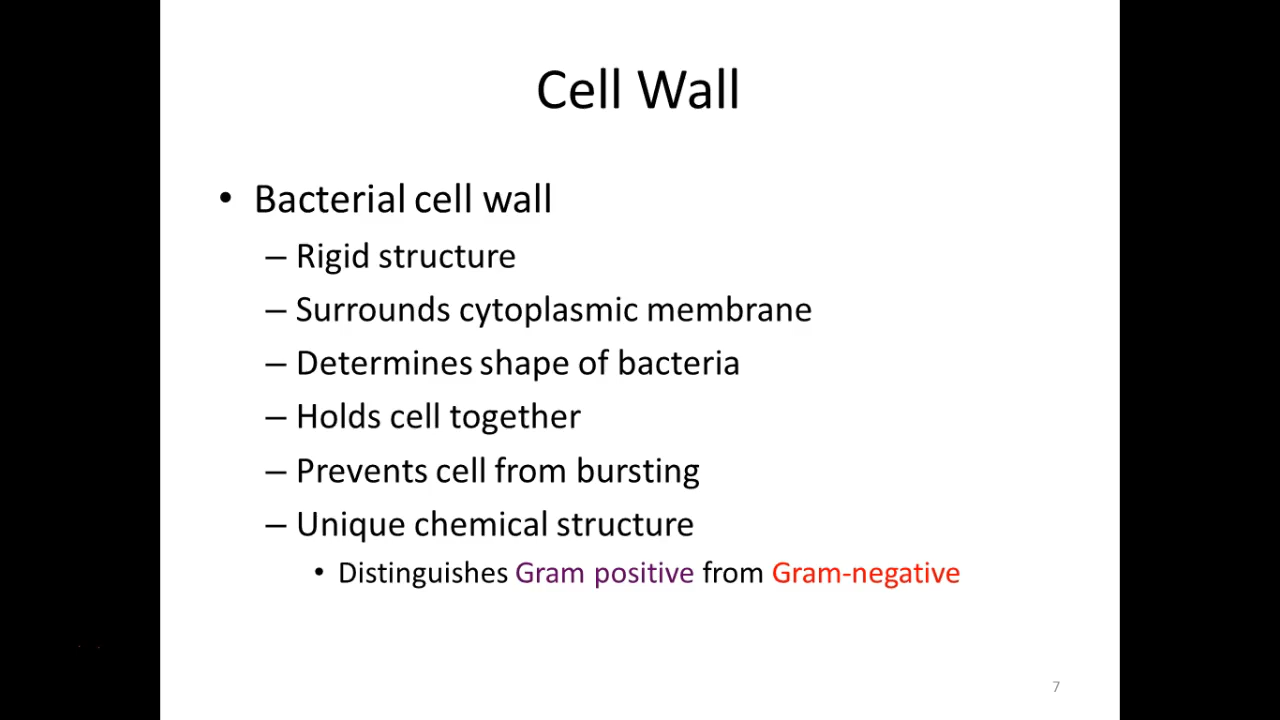 Cell Wall
• Bacterial cell wall
– Rigid structure
– Surrounds cytoplasmic membrane
– Determines shape of bacteria
– Holds cell together
– Prevents cell from bursting
– Unique chemical structure
• Distinguishes Gram positive from Gram-negative
7